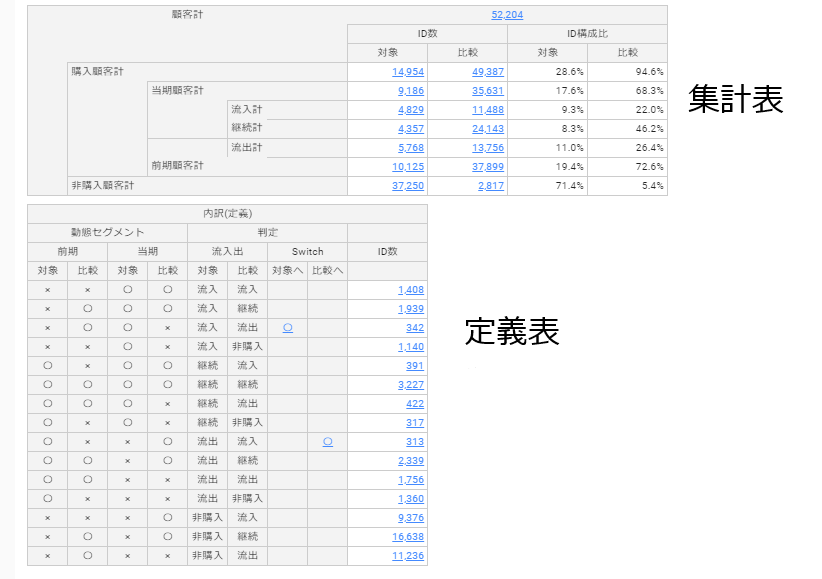 顧客計 52,204
ID数 ID構成比
対象 比較 対象 比較
購入顧客計 14,954 49,387 28.6% 94.6%
当期顧客計 9,186 35,631 17.6% 68.3%
流入計 4,829 11,488 9.3% 22.0%
継続計 4,357 24,143 8.3% 46.2%
流出計 5,768 13,756 11.0% 26.4%
前期顧客計 10,125 37,899 19.4% 72.6%
非購入顧客計 37,250 2,817 71.4% 5.4%
集計表
内訳(定義)
動態セグメント 判定
前期 当期 流入出 Switch ID数
対象 比較 対象 比較 対象 比較 対象へ 比較へ
× × 〇 〇 流入 流入 1,408
× 〇 〇 〇 流入 継続 1,939
× 〇 〇 × 流入 流出 〇 342
× × 〇 × 流入 非購入 1,140
〇 × 〇 〇 継続 流入 391
〇 〇 〇 〇 継続 継続 3,227
〇 〇 〇 × 継続 流出 422
〇 × 〇 × 継続 非購入 317
〇 × × 〇 流出 流入 〇 313
〇 〇 × 〇 流出 継続 2,339
〇 〇 × × 流出 流出 1,756
〇 × × × 流出 非購入 1,360
× × × 〇 非購入 流入 9,376
× 〇 × 〇 非購入 継続 16,638
× 〇 × × 非購入 流出 11,236
定義表